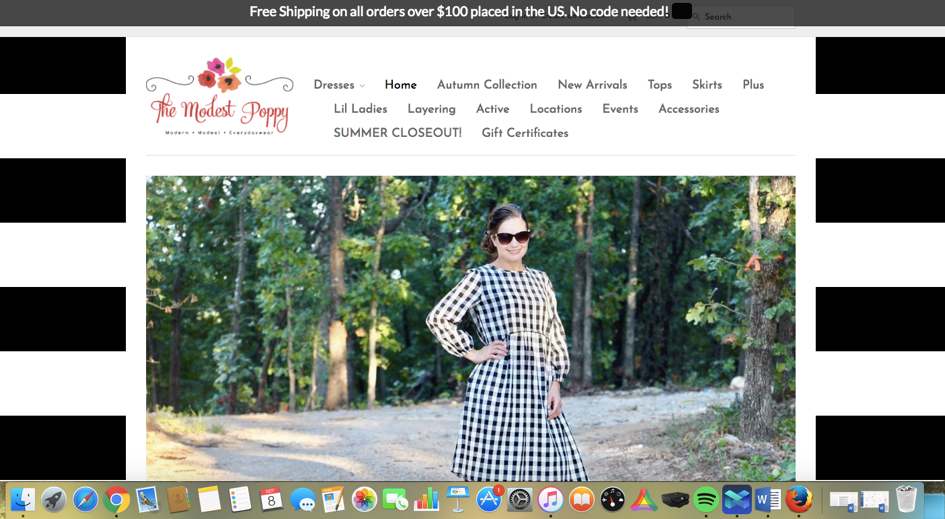 Free Shipping on all orders over $100 placed in the US. No code needed!
Search
The Modest Poppy
Modern • Modest • Everydaywear
Dresses Home Autumn Collection New Arrivals Tops Skirts Plus
Lil Ladies Layering Active Locations Events Accessories
SUMMER CLOSEOUT! Gift Certificates
8
1
W